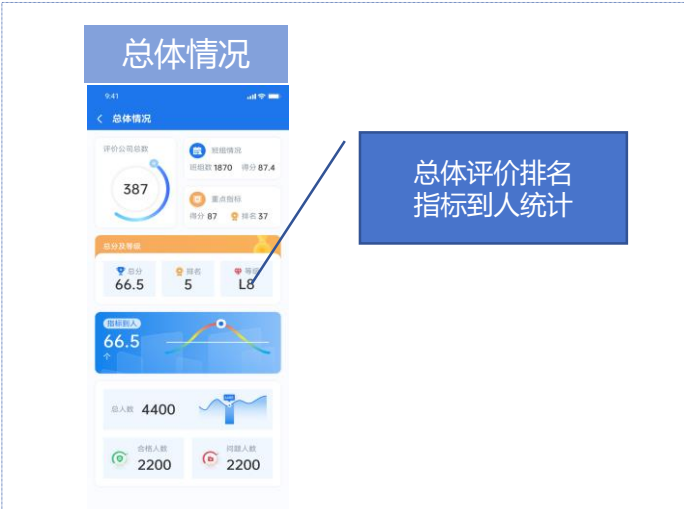 总体情况
9:41
总体情况
评价公司总数
387
班组情况
班组数 1870 得分 87.4
重点指标
得分 87 排名 37
总分及等级
总分 排名 等级
66.5 5 L8
指标到人
66.5
个
总人数 4400
合格人数 问题人数
2200 2200
总体评价排名
指标到人统计